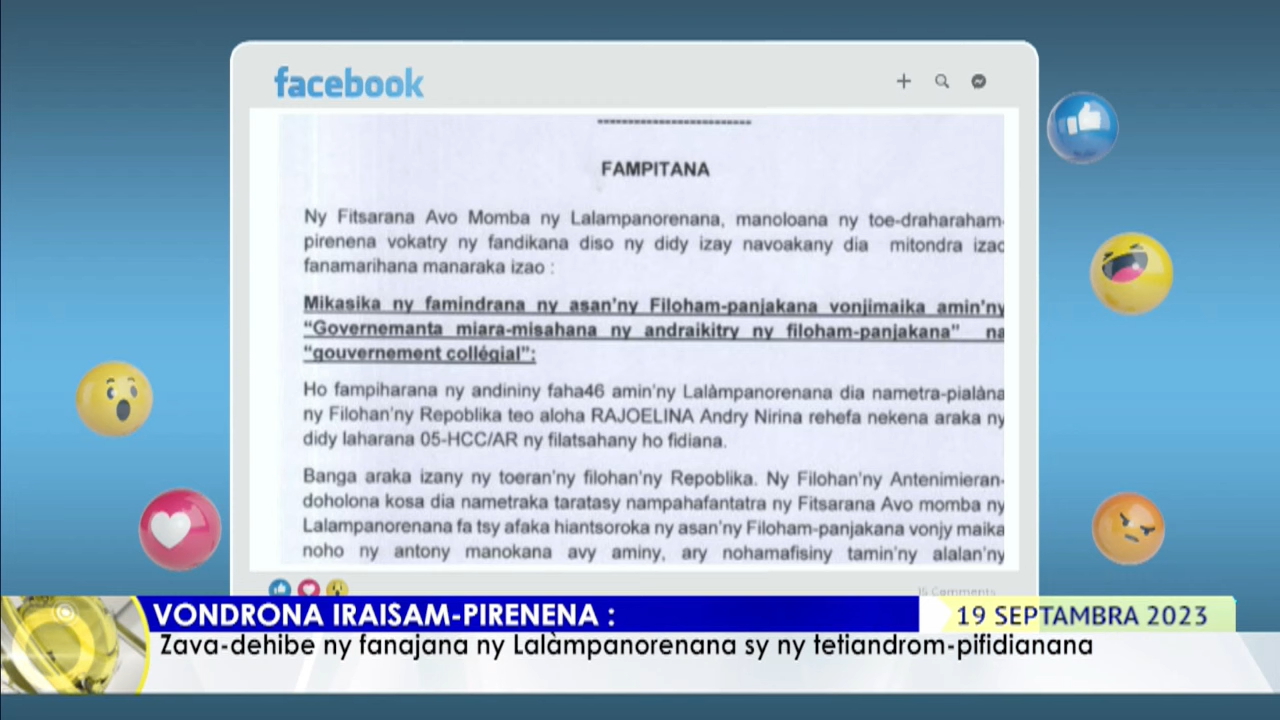 facebook
FAMPITANA
Ny Fitsarana Avo Momba ny Lalampanorenana, manoloana ny toe-draharaham-
pirenena vokatry ny fandikana diso ny didy izay navoakany dia mitondra izao
fanamarihana manaraka izao :
Mikasika ny famindrana ny asan'ny Filoham-panjakana vonjimaika amin'ny
“Governemanta miara-misahana ny andraikitry ny filoham-panjakana” na
“gouvernement collégial”:
Ho fampiharana ny andininy faha46 amin'ny Lalàmpanorenana dia nametra-pialàna
ny Filohan'ny Repoblika teo aloha RAJOELINA Andry Nirina rehefa nekena araka ny
didy laharana 05-HCC/AR ny filatsahany ho fidiana.
Banga araka izany ny toeran'ny filohan'ny Repoblika. Ny Filohan'ny Antenimieran-
doholona kosa dia nametraka taratasy nampahafantatra ny Fitsarana Avo momba ny
Lalampanorenana fa tsy afaka hiantsoroka ny asan'ny Filoham-panjakana vonjy maika
noho ny antony manokana avy aminy, ary nohamafisiny tamin'ny alalan'ny
15 Comments
VONDRONA IRAISAM-PIRENENA :
19 SEPTAMBRA 2023
Zava-dehibe ny fanajana ny Lalàmpanorenana sy ny tetiandrom-pifidianana